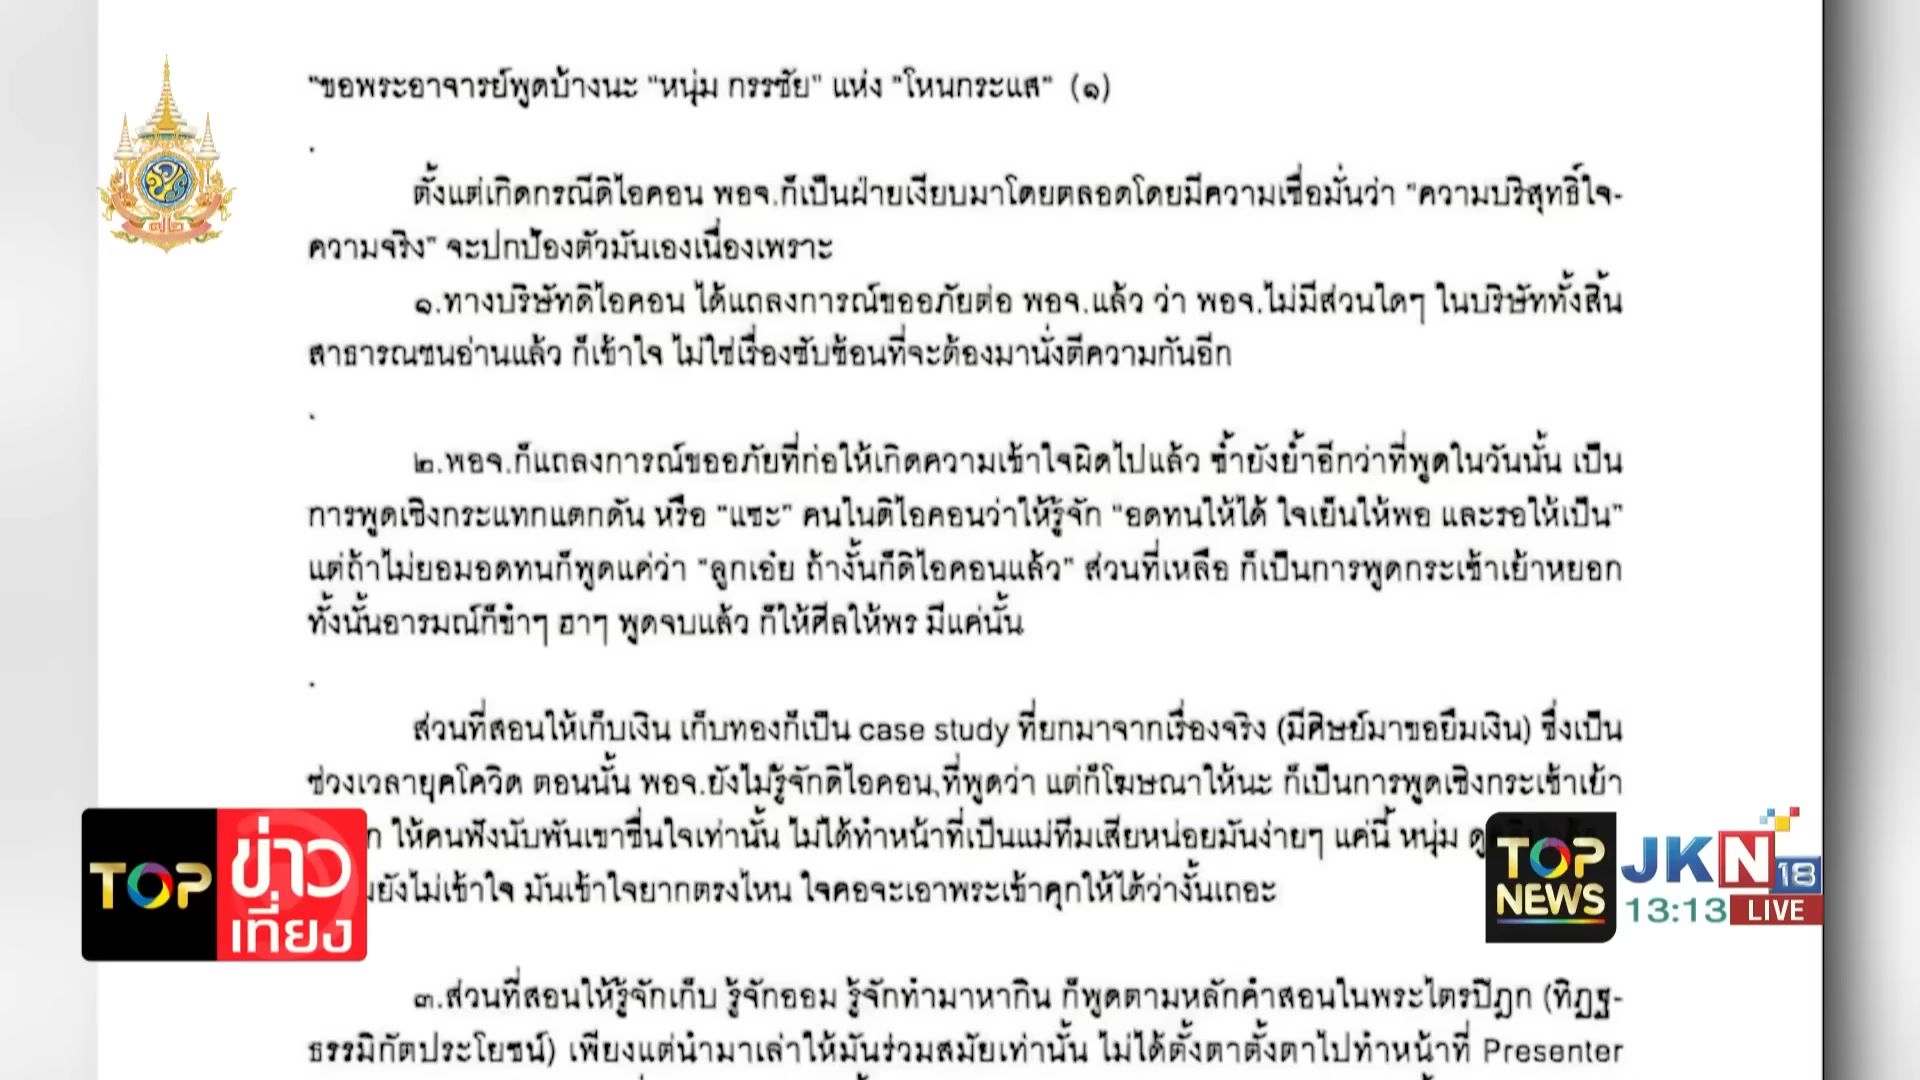 "ขอพระอาจารย์พูดบ้างนะ "หนุ่ม กรรชัย" แห่ง "โหนกระแส" (๑)
.
ตั้งแต่เกิดกรณีดิไอคอน พอจ.ก็เป็นฝ่ายเงียบมาโดยตลอดโดยมีความเชื่อมั่นว่า "ความบริสุทธิ์ใจ-
ความจริง" จะปกป้องตัวมันเองเนื่องเพราะ
๑.ทางบริษัทดิไอคอน ได้แถลงการณ์ขออภัยต่อ พอจ.แล้ว ว่า พอจ.ไม่มีส่วนใดๆ ในบริษัททั้งสิ้น
สาธารณชนอ่านแล้ว ก็เข้าใจ ไม่ใช่เรื่องซับซ้อนที่จะต้องมานั่งตีความกันอีก
.
๒.พอจ.ก็แถลงการณ์ขออภัยที่ก่อให้เกิดความเข้าใจผิดไปแล้ว ซ้ำยังย้ำอีกว่าที่พูดในวันนั้น เป็น
การพูดเชิงกระแทกแดกดัน หรือ "แซะ" คนในดิไอคอนว่าให้รู้จัก "อดทนให้ได้ ใจเย็นให้พอ และรอให้เป็น"
แต่ถ้าไม่ยอมอดทนก็พูดแค่ว่า "ลูกเอ๋ย ถ้างั้นก็ดิไอคอนแล้ว" ส่วนที่เหลือ ก็เป็นการพูดกระเซ้าเย้าหยอก
ทั้งนั้นอารมณ์ก็ขำๆ ฮาๆ พูดจบแล้ว ก็ให้ศีลให้พร มีแค่นั้น
.
ส่วนที่สอนให้เก็บเงิน เก็บทองก็เป็น case study ที่ยกมาจากเรื่องจริง (มีศิษย์มาขอยืมเงิน) ซึ่งเป็น
ช่วงเวลายุคโควิด ตอนนั้น พอจ.ยังไม่รู้จักดิไอคอน,ที่พูดว่า แต่ก็โฆษณาให้นะ ก็เป็นการพูดเชิงกระเซ้าเย้า
ให้คนฟังนับพันเขาชื่นใจเท่านั้น ไม่ได้ทำหน้าที่เป็นแม่ทีมเสียหน่อยมันง่ายๆ แค่นี้ หนุ่ม
ยังไม่เข้าใจ มันเข้าใจยากตรงไหน ใจคอจะเอาพระเข้าคุกให้ได้ว่างั้นเถอะ
๓.ส่วนที่สอนให้รู้จักเก็บ รู้จักออม รู้จักทำมาหากิน ก็พูดตามหลักคำสอนในพระไตรปิฎก (ทิฏฐ-
ธรรมิกัตประโยชน์) เพียงแต่นำมาเล่าให้มันร่วมสมัยเท่านั้น ไม่ได้ตั้งตาตั้งตาไปทำหน้าที่ Presenter
TOP ข่าว
เที่ยง
TOP
NEWS
JKN 18
13:13 LIVE
๗๒